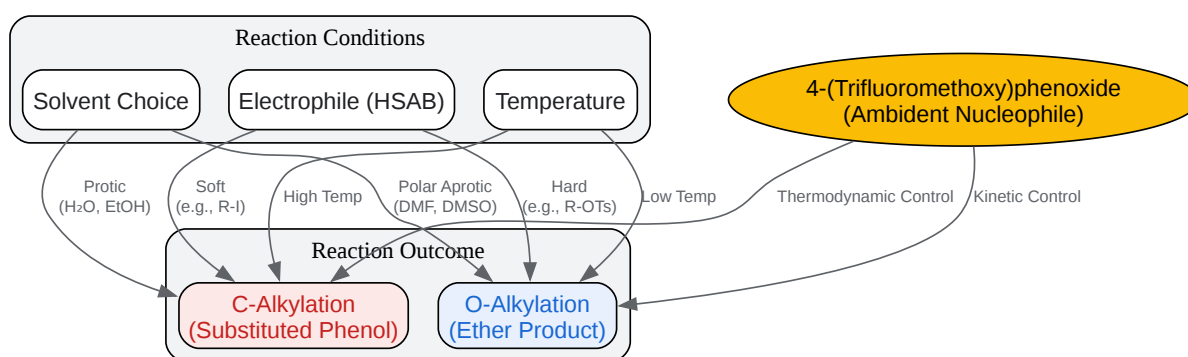 Reaction Conditions
Solvent Choice
Electrophile (HSAB)
Temperature
4-(Trifluoromethoxy)phenoxide
(Ambident Nucleophile)
Protic
(H₂O, EtOH)
Soft
(e.g., R-I)
High Temp
Polar Aprotic
(DMF, DMSO)
Hard
(e.g., R-OTs)
Low Temp
Thermodynamic Control
Kinetic Control
Reaction Outcome
C-Alkylation
(Substituted Phenol)
O-Alkylation
(Ether Product)